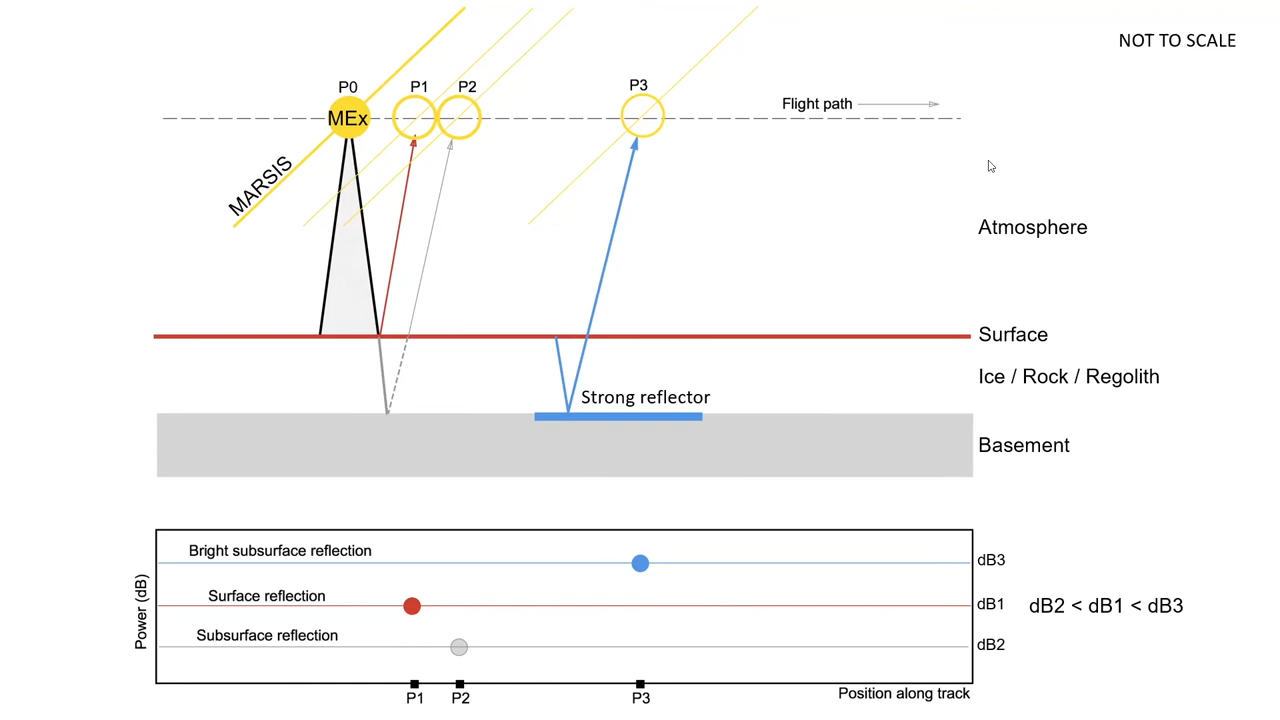 NOT TO SCALE
P0
P1
P2
P3
MEx
Flight path
MARSIS
Atmosphere
Surface
Ice / Rock / Regolith
Strong reflector
Basement
Bright subsurface reflection
dB3
Surface reflection
dB1
dB2 < dB1 < dB3
Subsurface reflection
dB2
Power (dB)
P1
P2
P3
Position along track